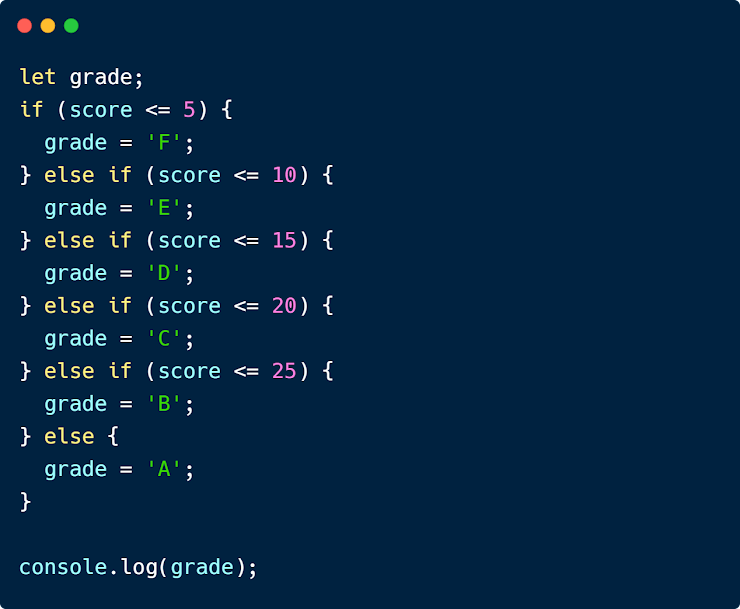 let grade;
if (score <= 5) {
  grade = 'F';
} else if (score <= 10) {
  grade = 'E';
} else if (score <= 15) {
  grade = 'D';
} else if (score <= 20) {
  grade = 'C';
} else if (score <= 25) {
  grade = 'B';
} else {
  grade = 'A';
}

console.log(grade);